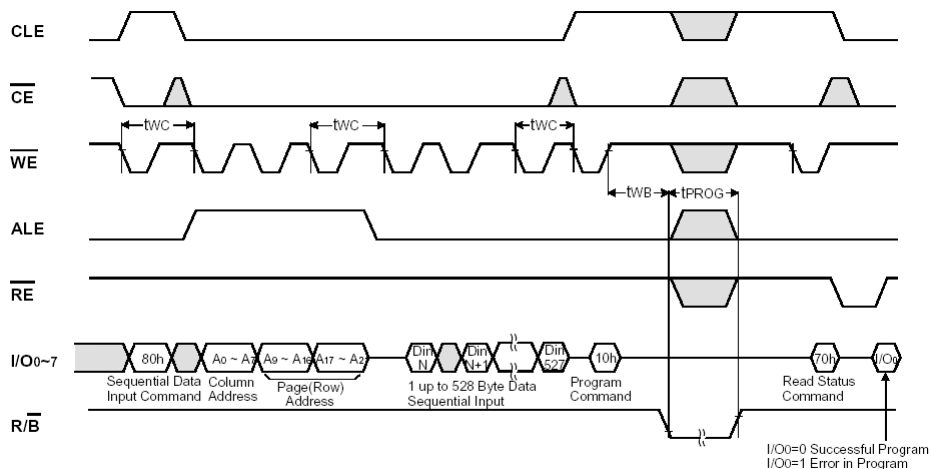 CLE
CE
tWC tWC tWC
WE
tWB tPROG
ALE
RE
I/O0~7 80h A0 ~ A7 A9 ~ A16 A17 ~ A2 Din N Din N+1 Din 527 10h 70h I/O0
Sequential Data Input Command
Column Address
Page(Row) Address
1 up to 528 Byte Data Sequential Input
Program Command
Read Status Command
R/B
I/O0=0 Successful Program
I/O0=1 Error in Program